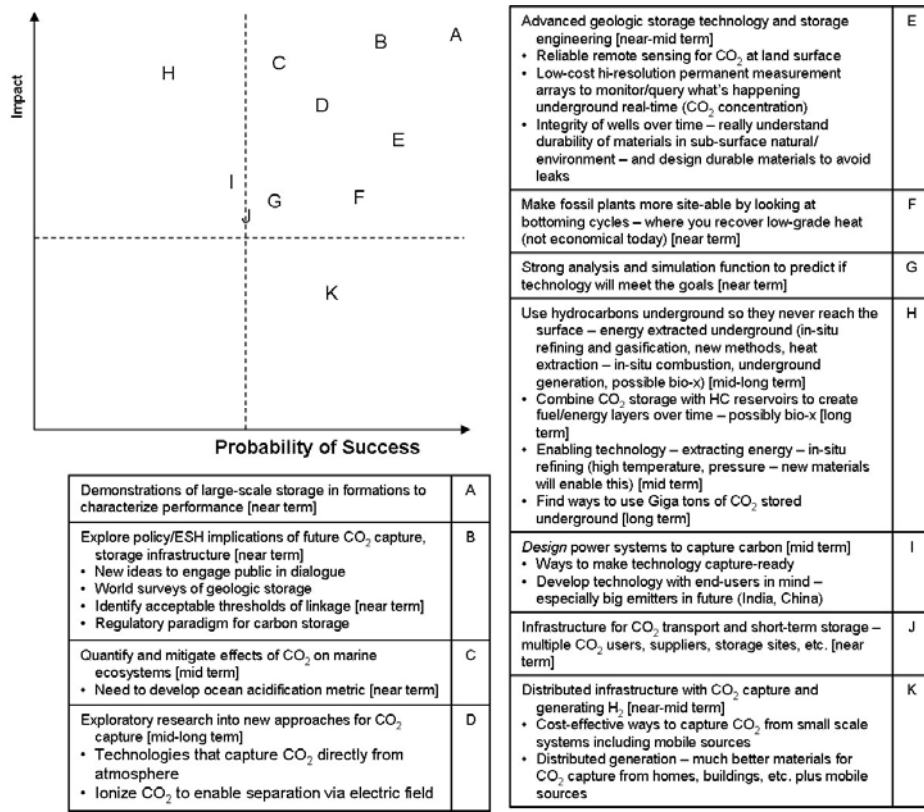 Impact
A
B
C
H
D
E
I
G
F
J
K
Probability of Success
Demonstrations of large-scale storage in formations to A
characterize performance [near term]
Explore policy/ESH implications of future CO₂ capture, B
storage infrastructure [near term]
• New ideas to engage public in dialogue
• World surveys of geologic storage
• Identify acceptable thresholds of linkage [near term]
• Regulatory paradigm for carbon storage
Quantify and mitigate effects of CO₂ on marine C
ecosystems [mid term]
• Need to develop ocean acidification metric [near term]
Exploratory research into new approaches for CO₂ D
capture [mid-long term]
• Technologies that capture CO₂ directly from
atmosphere
• Ionize CO₂ to enable separation via electric field
Advanced geologic storage technology and storage E
engineering [near-mid term]
• Reliable remote sensing for CO₂ at land surface
• Low-cost hi-resolution permanent measurement
arrays to monitor/query what's happening
underground real-time (CO₂ concentration)
• Integrity of wells over time – really understand
durability of materials in sub-surface natural/
environment – and design durable materials to avoid
leaks
Make fossil plants more site-able by looking at F
bottoming cycles – where you recover low-grade heat
(not economical today) [near term]
Strong analysis and simulation function to predict if G
technology will meet the goals [near term]
Use hydrocarbons underground so they never reach the H
surface – energy extracted underground (in-situ
refining and gasification, new methods, heat
extraction – in-situ combustion, underground
generation, possible bio-x) [mid-long term]
• Combine CO₂ storage with HC reservoirs to create
fuel/energy layers over time – possibly bio-x [long
term]
• Enabling technology – extracting energy – in-situ
refining (high temperature, pressure – new materials
will enable this) [mid term]
• Find ways to use Giga tons of CO₂ stored
underground [long term]
Design power systems to capture carbon [mid term] I
• Ways to make technology capture-ready
• Develop technology with end-users in mind –
especially big emitters in future (India, China)
Infrastructure for CO₂ transport and short-term storage – J
multiple CO₂ users, suppliers, storage sites, etc. [near
term]
Distributed infrastructure with CO₂ capture and K
generating H₂ [near-mid term]
• Cost-effective ways to capture CO₂ from small scale
systems including mobile sources
• Distributed generation – much better materials for
CO₂ capture from homes, buildings, etc. plus mobile
sources